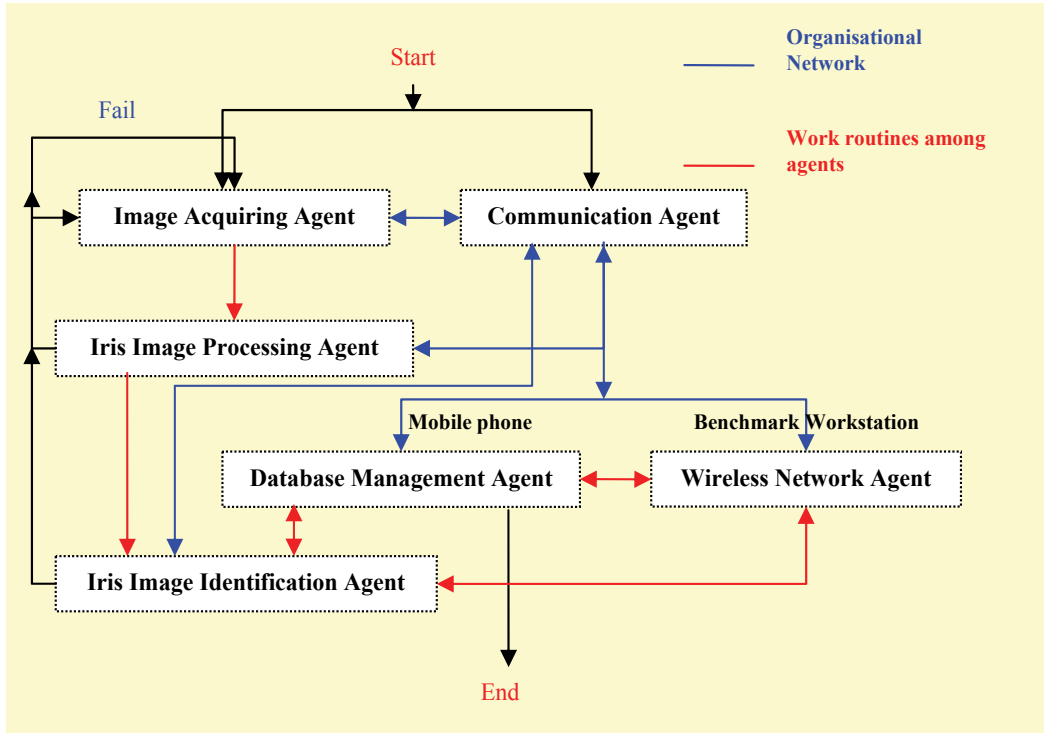 Organisational
Network
Start
Fail
Work routines among
agents
Image Acquiring Agent
Communication Agent
Iris Image Processing Agent
Mobile phone
Benchmark Workstation
Database Management Agent
Wireless Network Agent
Iris Image Identification Agent
End